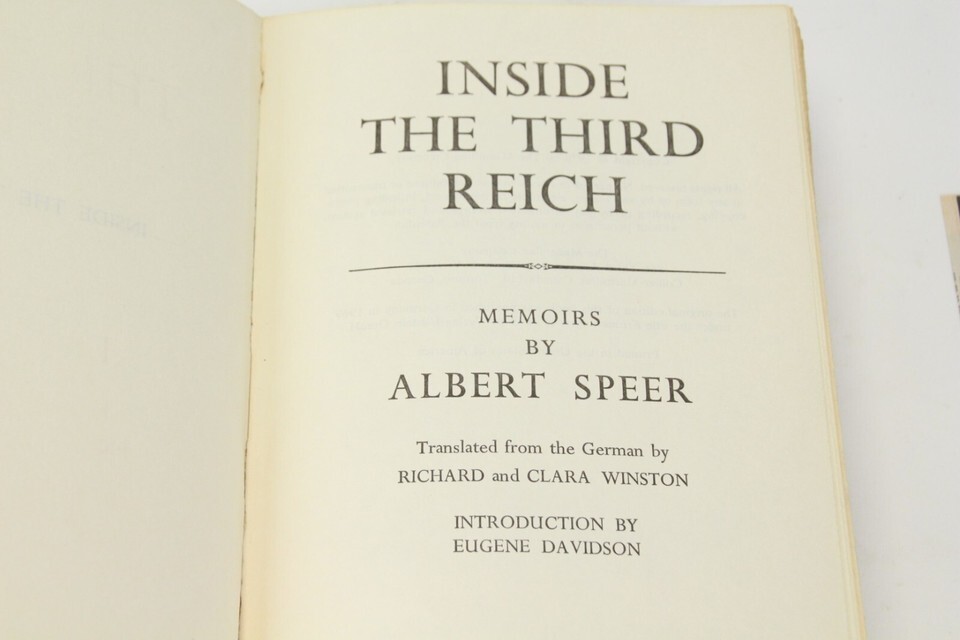 INSIDE
THE THIRD
REICH
MEMOIRS
BY
ALBERT SPEER
Translated from the German by
RICHARD and CLARA WINSTON
INTRODUCTION BY
EUGENE DAVIDSON